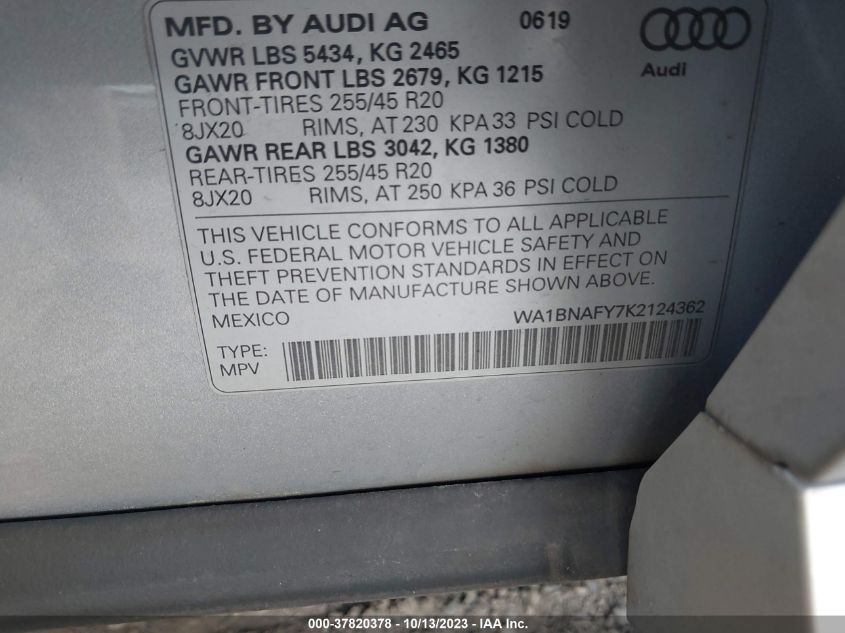 MFD. BY AUDI AG 0619
GVWR LBS 5434, KG 2465
GAWR FRONT LBS 2679, KG 1215
Audi
FRONT-TIRES 255/45 R20
8JX20 RIMS, AT 230 KPA 33 PSI COLD
GAWR REAR LBS 3042, KG 1380
REAR-TIRES 255/45 R20
8JX20 RIMS, AT 250 KPA 36 PSI COLD
THIS VEHICLE CONFORMS TO ALL APPLICABLE
U.S. FEDERAL MOTOR VEHICLE SAFETY AND
THEFT PREVENTION STANDARDS IN EFFECT ON
THE DATE OF MANUFACTURE SHOWN ABOVE.
MEXICO WA1BNAFY7K2124362
TYPE:
MPV
000-37820378 - 10/13/2023 - www.iaai.com